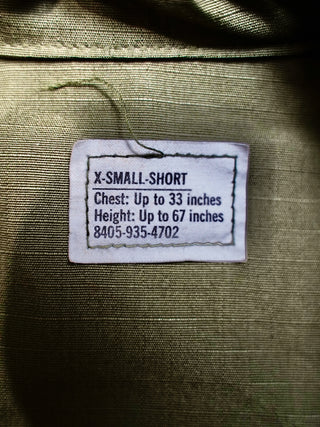 X-SMALL-SHORT
Chest: Up to 33 inches
Height: Up to 67 inches
8405-935-4702